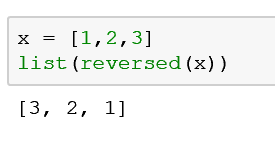 x = [1,2,3]
list(reversed(x))
[3, 2, 1]